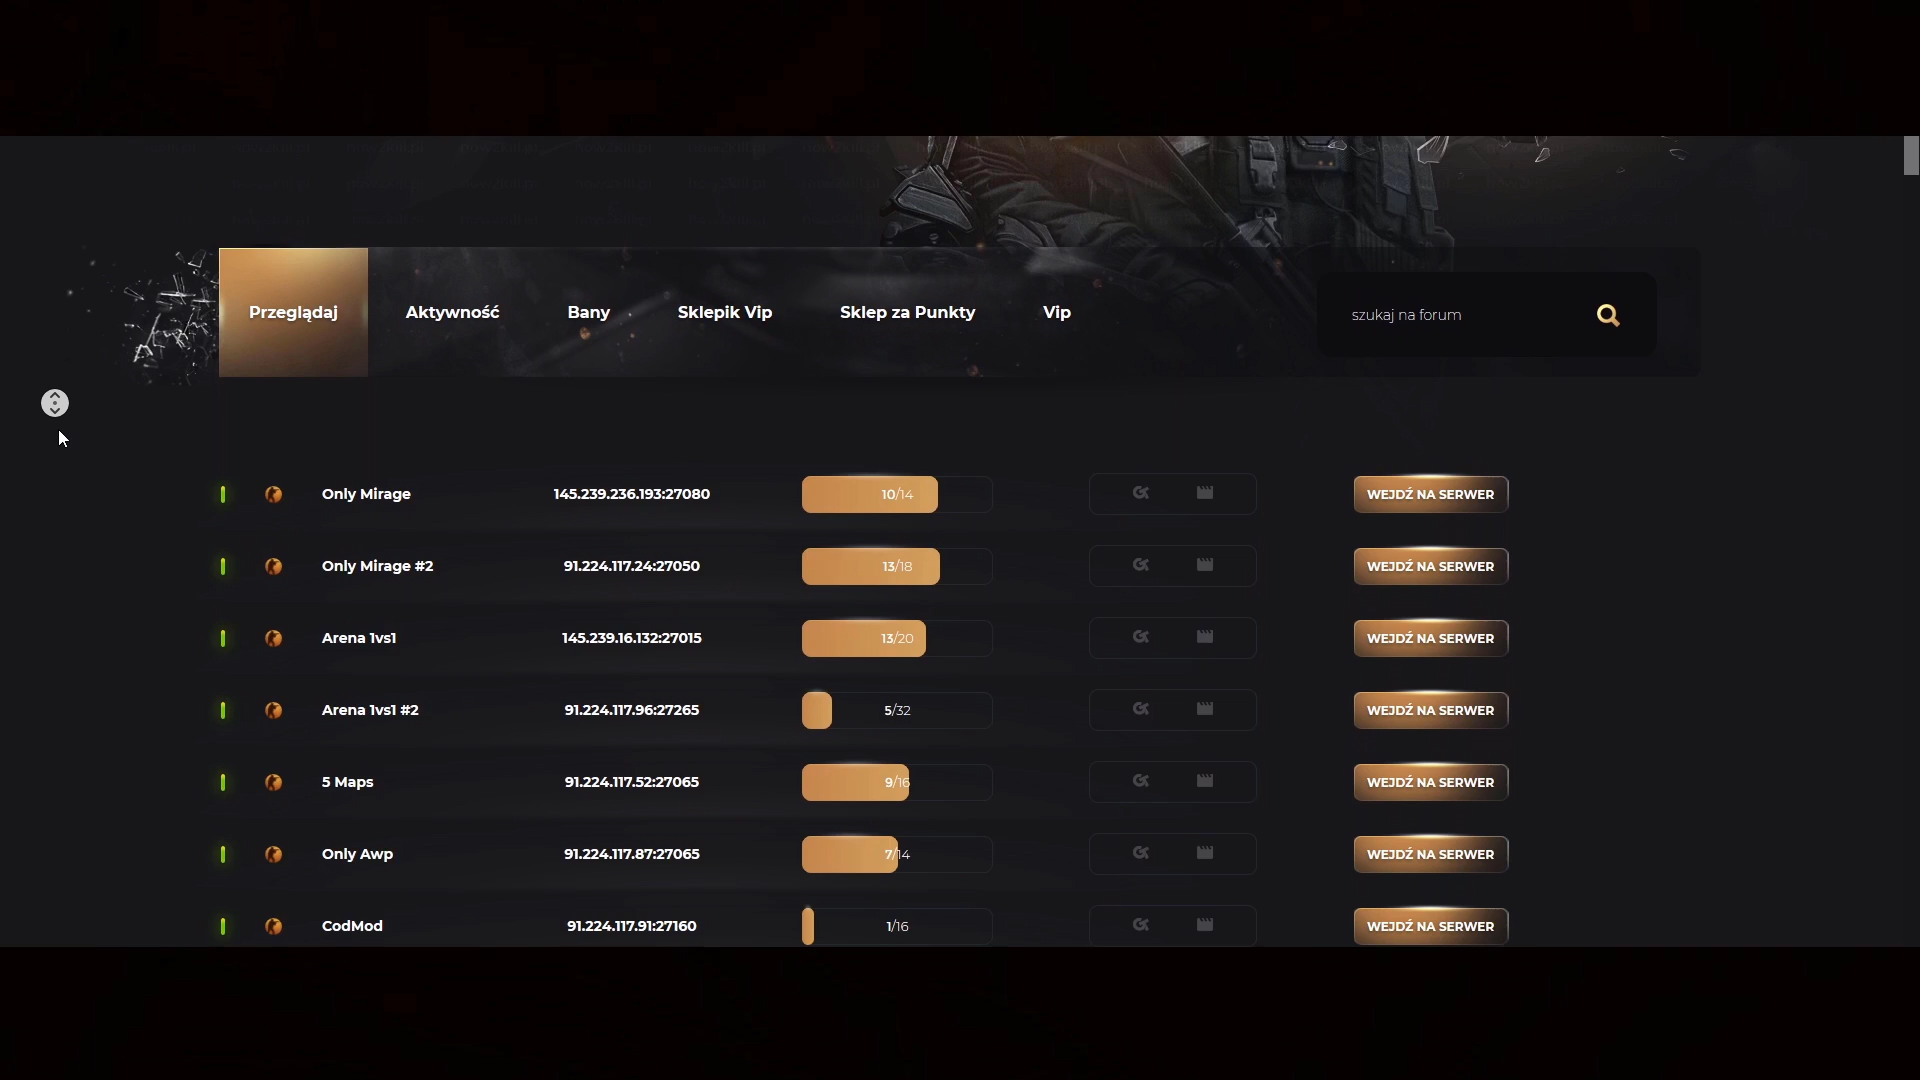 Przeglądaj Aktywność Bany Sklepik Vip Sklep za Punkty Vip szukaj na forum
Only Mirage 145.239.236.193:27080 10/14 WEJDŹ NA SERWER
Only Mirage #2 91.224.117.24:27050 13/18 WEJDŹ NA SERWER
Arena 1vs1 145.239.16.132:27015 13/20 WEJDŹ NA SERWER
Arena 1vs1 #2 91.224.117.96:27265 5/32 WEJDŹ NA SERWER
5 Maps 91.224.117.52:27065 9/16 WEJDŹ NA SERWER
Only Awp 91.224.117.87:27065 7/14 WEJDŹ NA SERWER
CodMod 91.224.117.91:27160 1/16 WEJDŹ NA SERWER